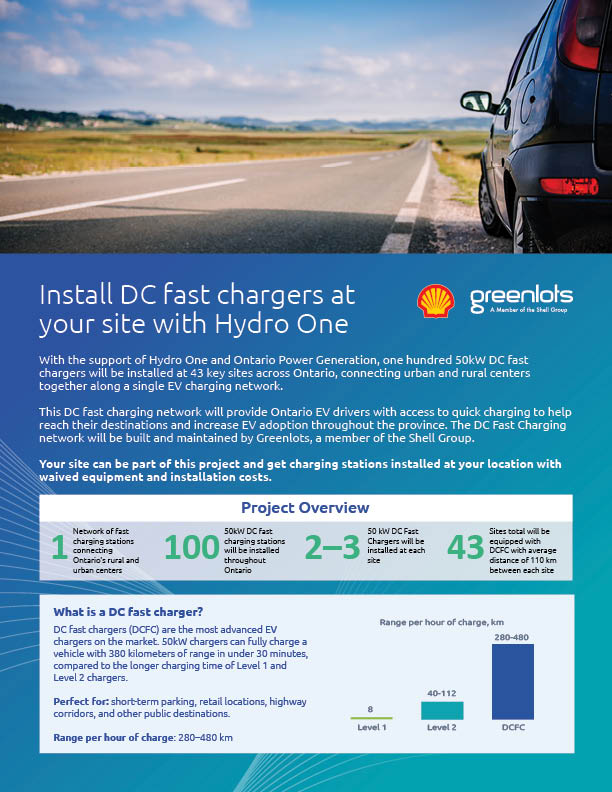 Install DC fast chargers at
your site with Hydro One
greenlots
A Member of the Shell Group
With the support of Hydro One and Ontario Power Generation, one hundred 50kW DC fast
chargers will be installed at 43 key sites across Ontario, connecting urban and rural centers
together along a single EV charging network.
This DC fast charging network will provide Ontario EV drivers with access to quick charging to help
reach their destinations and increase EV adoption throughout the province. The DC Fast Charging
network will be built and maintained by Greenlots, a member of the Shell Group.
Your site can be part of this project and get charging stations installed at your location with
waived equipment and installation costs.
Project Overview
1
Network of fast
charging stations
connecting
Ontario's rural and
urban centers
100
50kW DC fast
charging stations
will be installed
throughout
Ontario
2–3
50 kW DC Fast
Chargers will be
installed at each
site
43
Sites total will be
equipped with
DCFC with average
distance of 110 km
between each site
What is a DC fast charger?
DC fast chargers (DCFC) are the most advanced EV
chargers on the market. 50kW chargers can fully charge a
vehicle with 380 kilometers of range in under 30 minutes,
compared to the longer charging time of Level 1 and
Level 2 chargers.
Perfect for: short-term parking, retail locations, highway
corridors, and other public destinations.
Range per hour of charge: 280–480 km
Range per hour of charge, km
8
Level 1
40-112
Level 2
280-480
DCFC